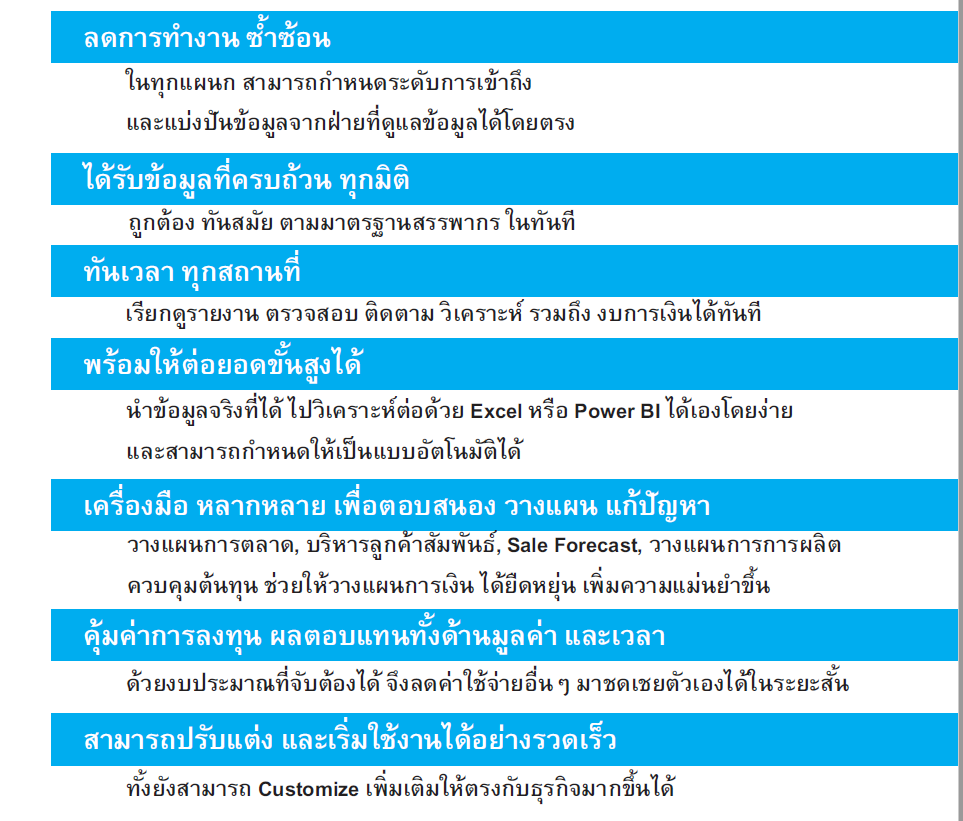 ลดการทำงาน ซ้ำซ้อน
ในทุกแผนก สามารถกำหนดระดับการเข้าถึง
และแบ่งปันข้อมูลจากฝ่ายที่ดูแลข้อมูลได้โดยตรง
ได้รับข้อมูลที่ครบถ้วน ทุกมิติ
ถูกต้อง ทันสมัย ตามมาตรฐานสรรพากร ในทันที
ทันเวลา ทุกสถานที่
เรียกดูรายงาน ตรวจสอบ ติดตาม วิเคราะห์ รวมถึง งบการเงินได้ทันที
พร้อมให้ต่อยอดขั้นสูงได้
นำข้อมูลจริงที่ได้ ไปวิเคราะห์ต่อด้วย Excel หรือ Power BI ได้เองโดยง่าย
และสามารถกำหนดให้เป็นแบบอัตโนมัติได้
เครื่องมือ หลากหลาย เพื่อตอบสนอง วางแผน แก้ปัญหา
วางแผนการตลาด, บริหารลูกค้าสัมพันธ์, Sale Forecast, วางแผนการการผลิต
ควบคุมต้นทุน ช่วยให้วางแผนการเงิน ได้ยืดหยุ่น เพิ่มความแม่นยำขึ้น
คุ้มค่าการลงทุน ผลตอบแทนทั้งด้านมูลค่า และเวลา
ด้วยงบประมาณที่จับต้องได้ จึงลดค่าใช้จ่ายอื่น ๆ มาชดเชยตัวเองได้ในระยะสั้น
สามารถปรับแต่ง และเริ่มใช้งานได้อย่างรวดเร็ว
ทั้งยังสามารถ Customize เพิ่มเติมให้ตรงกับธุรกิจมากขึ้นได้